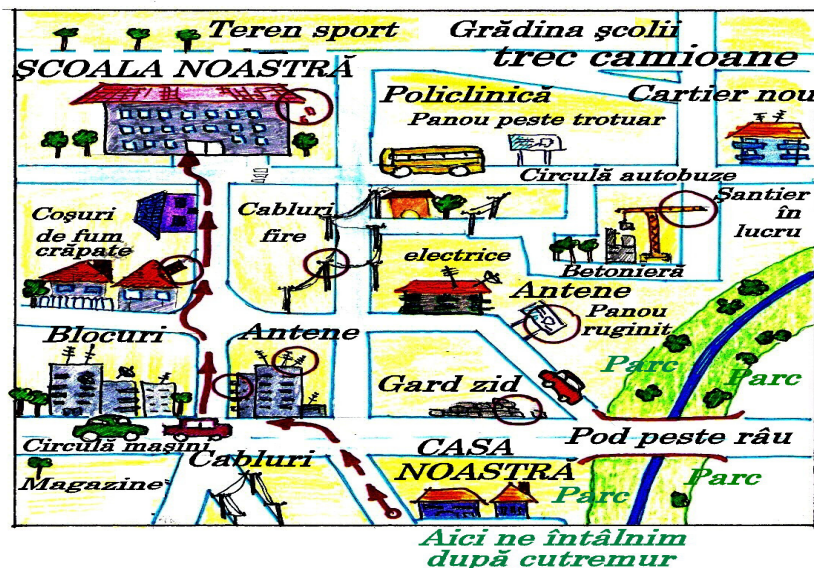 Teren sport
Grădina şcolii
trec camioane
ŞCOALA NOASTRĂ
Policlinică
Cartier nou
Panou peste trotuar
Circulă autobuze
Şantier
în
lucru
Coşuri
de fum
crăpate
Cabluri
fire
electrice
Betonieră
Antene
Panou
ruginit
Blocuri
Antene
Parc
Parc
Gard zid
Circulă maşini
CASA
NOASTRĂ
Pod peste râu
Cabluri
Magazine
Parc
Parc
Aici ne întâlnim
după cutremur